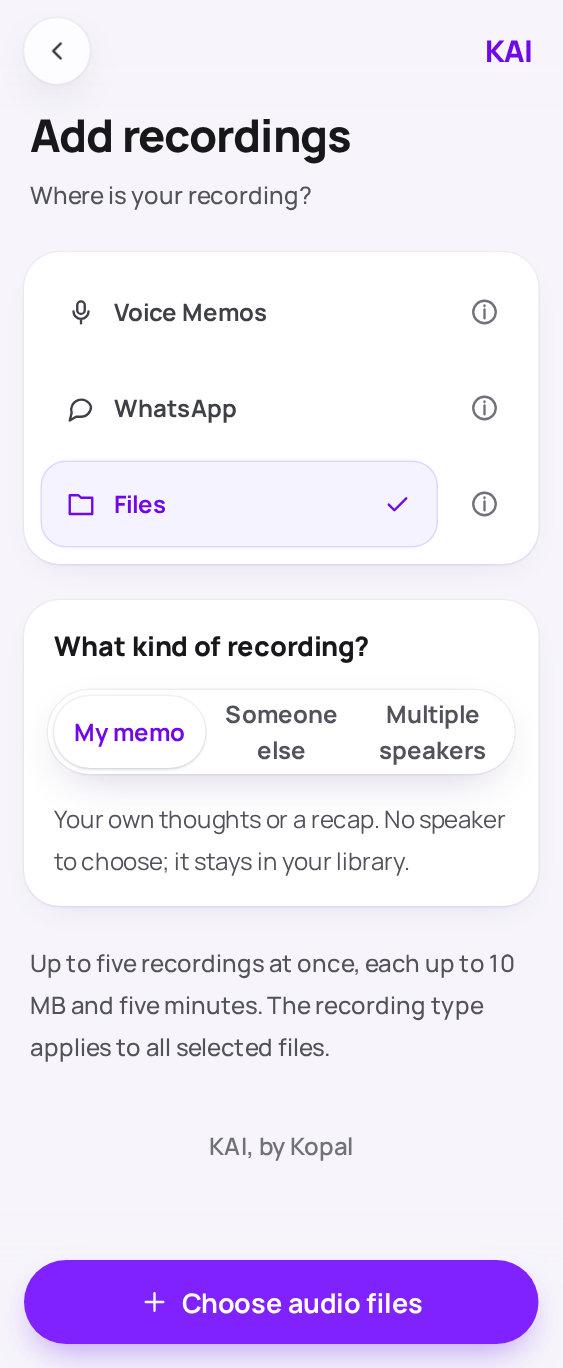 KAI
Add recordings
Where is your recording?
Voice Memos
WhatsApp
Files
What kind of recording?
My memo
Someone
else
Multiple
speakers
Your own thoughts or a recap. No speaker
to choose; it stays in your library.
Up to five recordings at once, each up to 10
MB and five minutes. The recording type
applies to all selected files.
KAI, by Kopal
Choose audio files